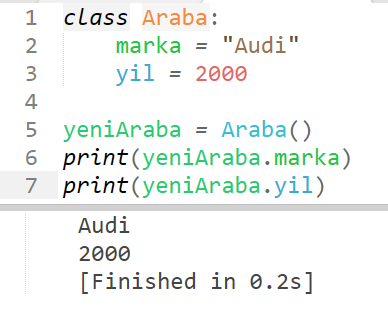 1 class Araba:
2     marka = "Audi"
3     yil = 2000
4
5 yeniAraba = Araba()
6 print(yeniAraba.marka)
7 print(yeniAraba.yil)
Audi
2000
[Finished in 0.2s]